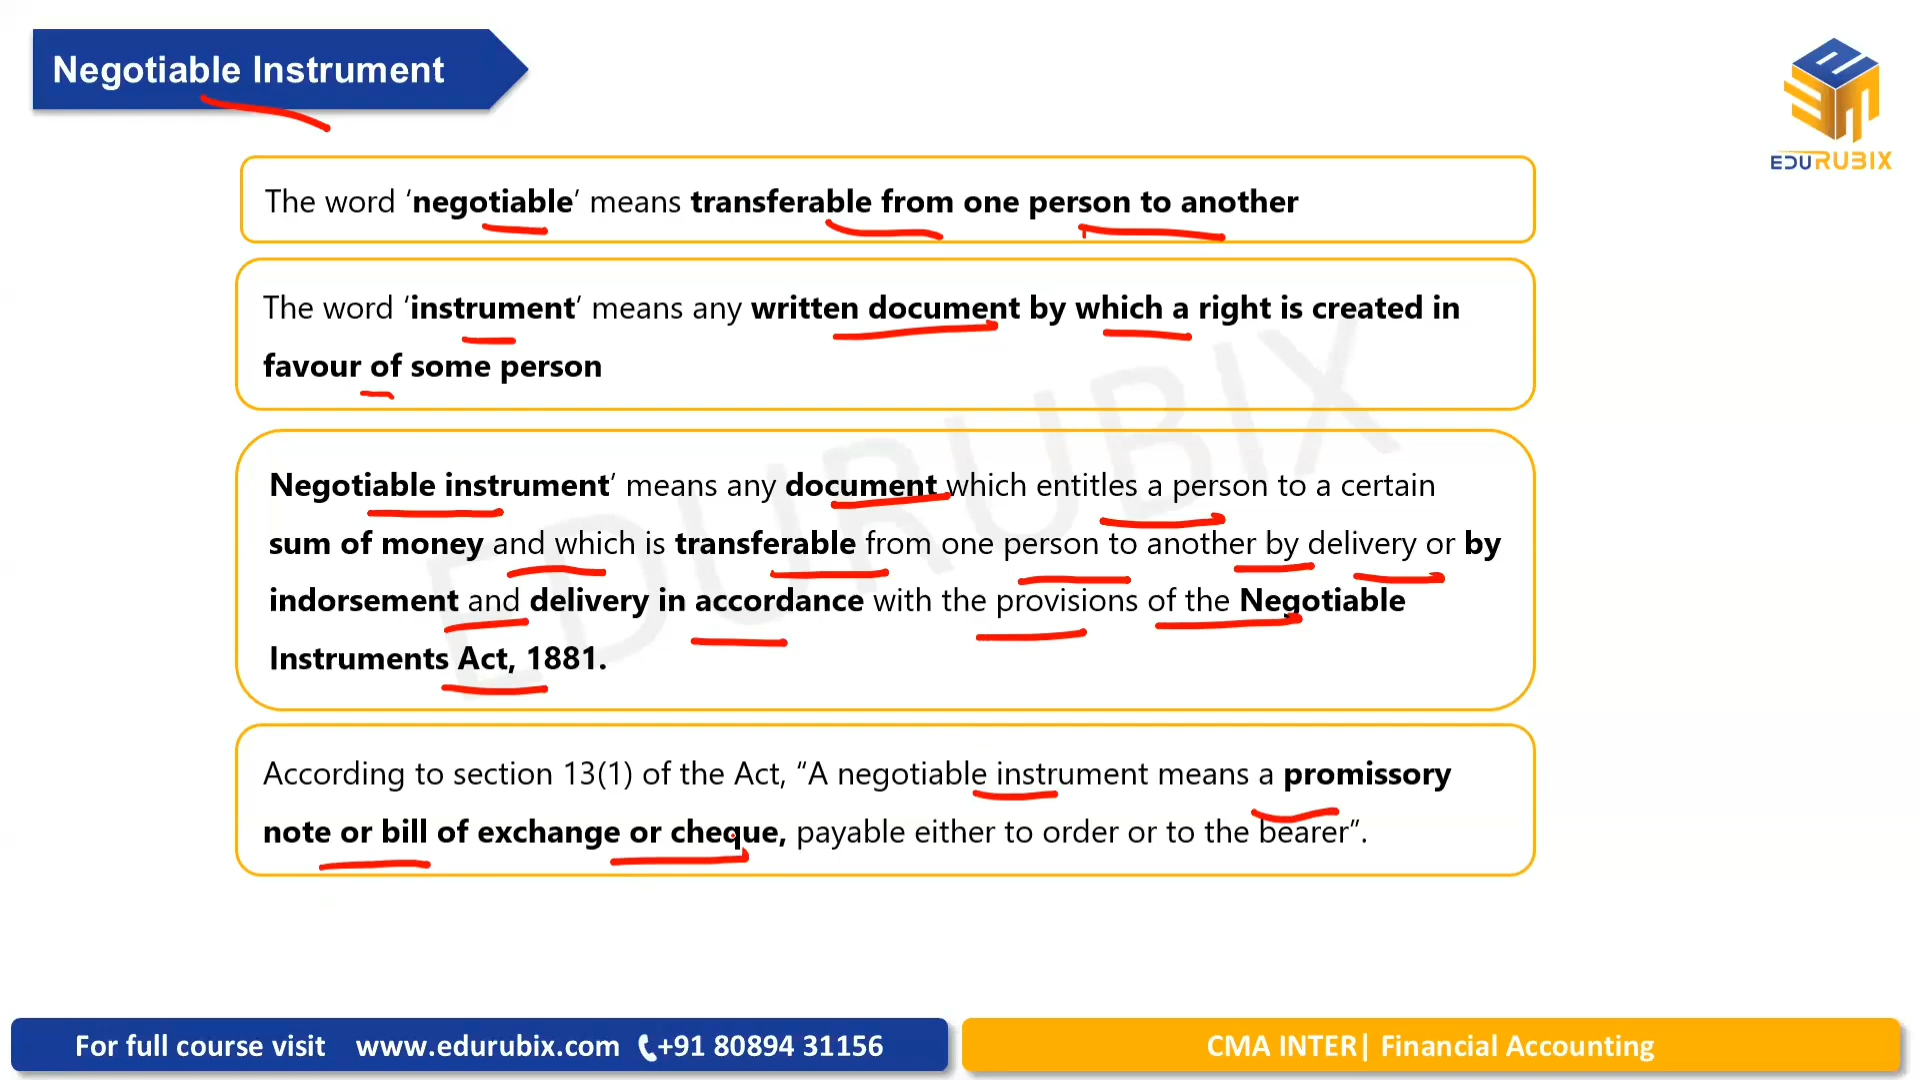 Negotiable Instrument
EDURUBIX
The word ‘negotiable’ means transferable from one person to another
The word ‘instrument’ means any written document by which a right is created in
favour of some person
Negotiable instrument’ means any document which entitles a person to a certain
sum of money and which is transferable from one person to another by delivery or by
indorsement and delivery in accordance with the provisions of the Negotiable
Instruments Act, 1881.
According to section 13(1) of the Act, “A negotiable instrument means a promissory
note or bill of exchange or cheque, payable either to order or to the bearer”.
EDURUBIX
For full course visit www.edurubix.com +91 80894 31156
CMA INTER| Financial Accounting